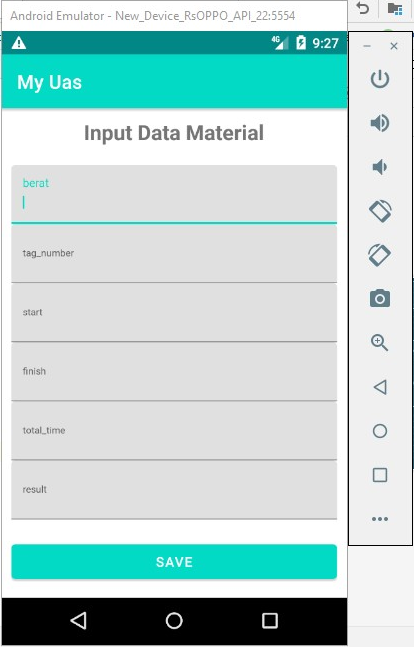 Android Emulator - New_Device_RsOPPO_API_22:5554
4G 9:27
My Uas
Input Data Material
berat
tag_number
start
finish
total_time
result
SAVE